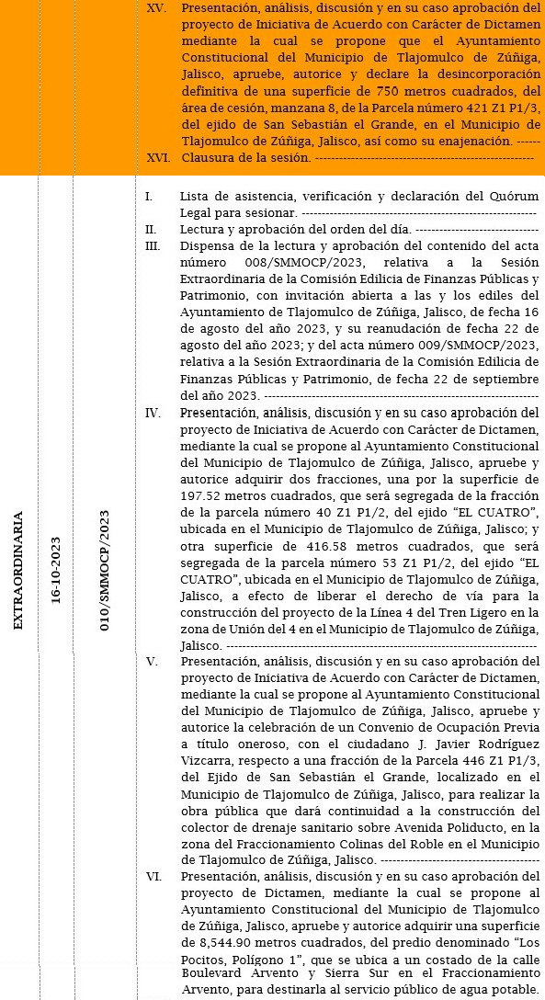 XV. Presentación, análisis, discusión y en su caso aprobación del
proyecto de Iniciativa de Acuerdo con Carácter de Dictamen
mediante la cual se propone que el Ayuntamiento
Constitucional del Municipio de Tlajomulco de Zúñiga,
Jalisco, apruebe, autorice y declare la desincorporación
definitiva de una superficie de 750 metros cuadrados, del
área de cesión, manzana 8, de la Parcela número 421 Z1 P1/3,
del ejido de San Sebastián el Grande, en el Municipio de
Tlajomulco de Zúñiga, Jalisco, así como su enajenación. ------
XVI. Clausura de la sesión. -------------------------------------------------------
EXTRAORDINARIA
16-10-2023
010/SMMOCP/2023
I. Lista de asistencia, verificación y declaración del Quórum
Legal para sesionar. -----------------------------------------------------------
II. Lectura y aprobación del orden del día. -------------------------------
III. Dispensa de la lectura y aprobación del contenido del acta
número 008/SMMOCP/2023, relativa a la Sesión
Extraordinaria de la Comisión Edilicia de Finanzas Públicas y
Patrimonio, con invitación abierta a las y los ediles del
Ayuntamiento de Tlajomulco de Zúñiga, Jalisco, de fecha 16
de agosto del año 2023, y su reanudación de fecha 22 de
agosto del año 2023; y del acta número 009/SMMOCP/2023,
relativa a la Sesión Extraordinaria de la Comisión Edilicia de
Finanzas Públicas y Patrimonio, de fecha 22 de septiembre
del año 2023. ---------------------------------------------------------------------
IV. Presentación, análisis, discusión y en su caso aprobación del
proyecto de Iniciativa de Acuerdo con Carácter de Dictamen,
mediante la cual se propone al Ayuntamiento Constitucional
del Municipio de Tlajomulco de Zúñiga, Jalisco, apruebe y
autorice adquirir dos fracciones, una por la superficie de
197.52 metros cuadrados, que será segregada de la fracción
de la parcela número 40 Z1 P1/2, del ejido “EL CUATRO”,
ubicada en el Municipio de Tlajomulco de Zúñiga, Jalisco; y
otra superficie de 416.58 metros cuadrados, que será
segregada de la parcela número 53 Z1 P1/2, del ejido “EL
CUATRO”, ubicada en el Municipio de Tlajomulco de Zúñiga,
Jalisco, a efecto de liberar el derecho de vía para la
construcción del proyecto de la Línea 4 del Tren Ligero en la
zona de Unión del 4 en el Municipio de Tlajomulco de Zúñiga,
Jalisco. ------------------------------------------------------------------------------
V. Presentación, análisis, discusión y en su caso aprobación del
proyecto de Iniciativa de Acuerdo con Carácter de Dictamen,
mediante la cual se propone al Ayuntamiento Constitucional
del Municipio de Tlajomulco de Zúñiga, Jalisco, apruebe y
autorice la celebración de un Convenio de Ocupación Previa
a título oneroso, con el ciudadano J. Javier Rodríguez
Vizcarra, respecto a una fracción de la Parcela 446 Z1 P1/3,
del Ejido de San Sebastián el Grande, localizado en el
Municipio de Tlajomulco de Zúñiga, Jalisco, para realizar la
obra pública que dará continuidad a la construcción del
colector de drenaje sanitario sobre Avenida Poliducto, en la
zona del Fraccionamiento Colinas del Roble en el Municipio
de Tlajomulco de Zúñiga, Jalisco. ----------------------------------------
VI. Presentación, análisis, discusión y en su caso aprobación del
proyecto de Dictamen, mediante la cual se propone al
Ayuntamiento Constitucional del Municipio de Tlajomulco
de Zúñiga, Jalisco, apruebe y autorice adquirir una superficie
de 8,544.90 metros cuadrados, del predio denominado “Los
Pocitos, Polígono 1”, que se ubica a un costado de la calle
Boulevard Arvento y Sierra Sur en el Fraccionamiento
Arvento, para destinarla al servicio público de agua potable.